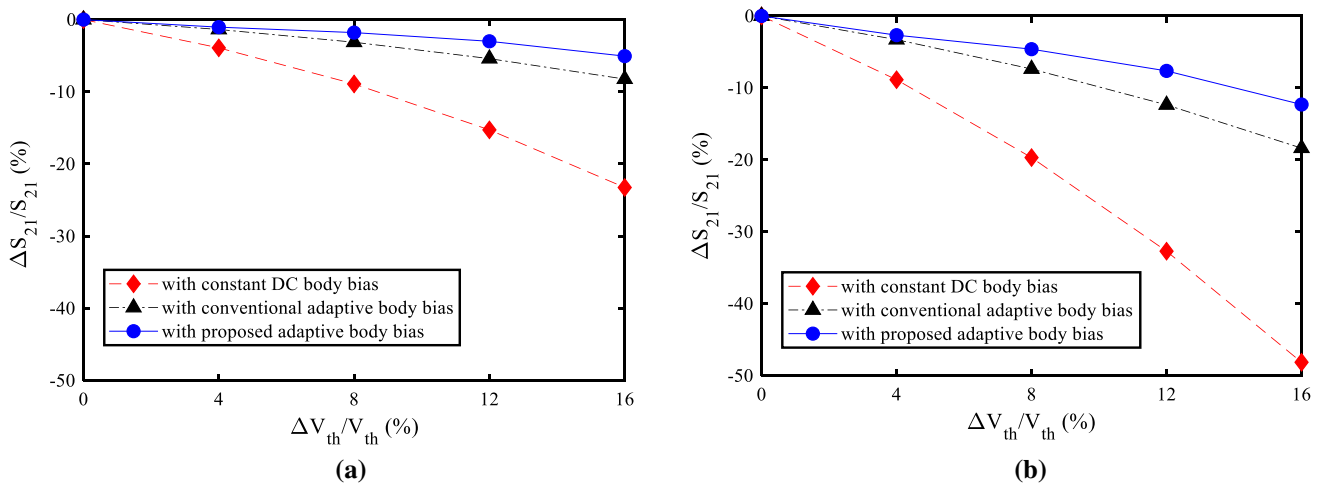 0
-10
-20
-30
-40
-50
0 4 8 12 16
ΔS21/S21 (%)
ΔVth/Vth (%)
with constant DC body bias
with conventional adaptive body bias
with proposed adaptive body bias
(a)
0
-10
-20
-30
-40
-50
0 4 8 12 16
ΔS21/S21 (%)
ΔVth/Vth (%)
with constant DC body bias
with conventional adaptive body bias
with proposed adaptive body bias
(b)